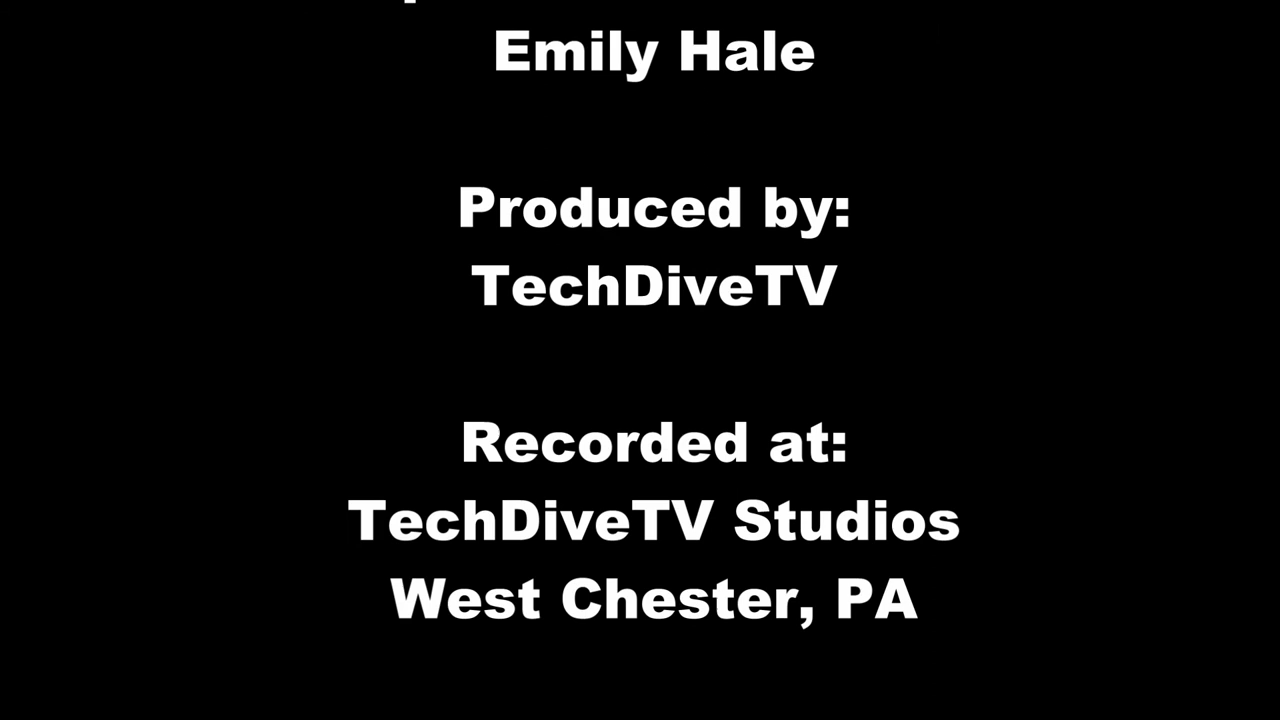 Emily Hale
Produced by:
TechDiveTV
Recorded at:
TechDiveTV Studios
West Chester, PA